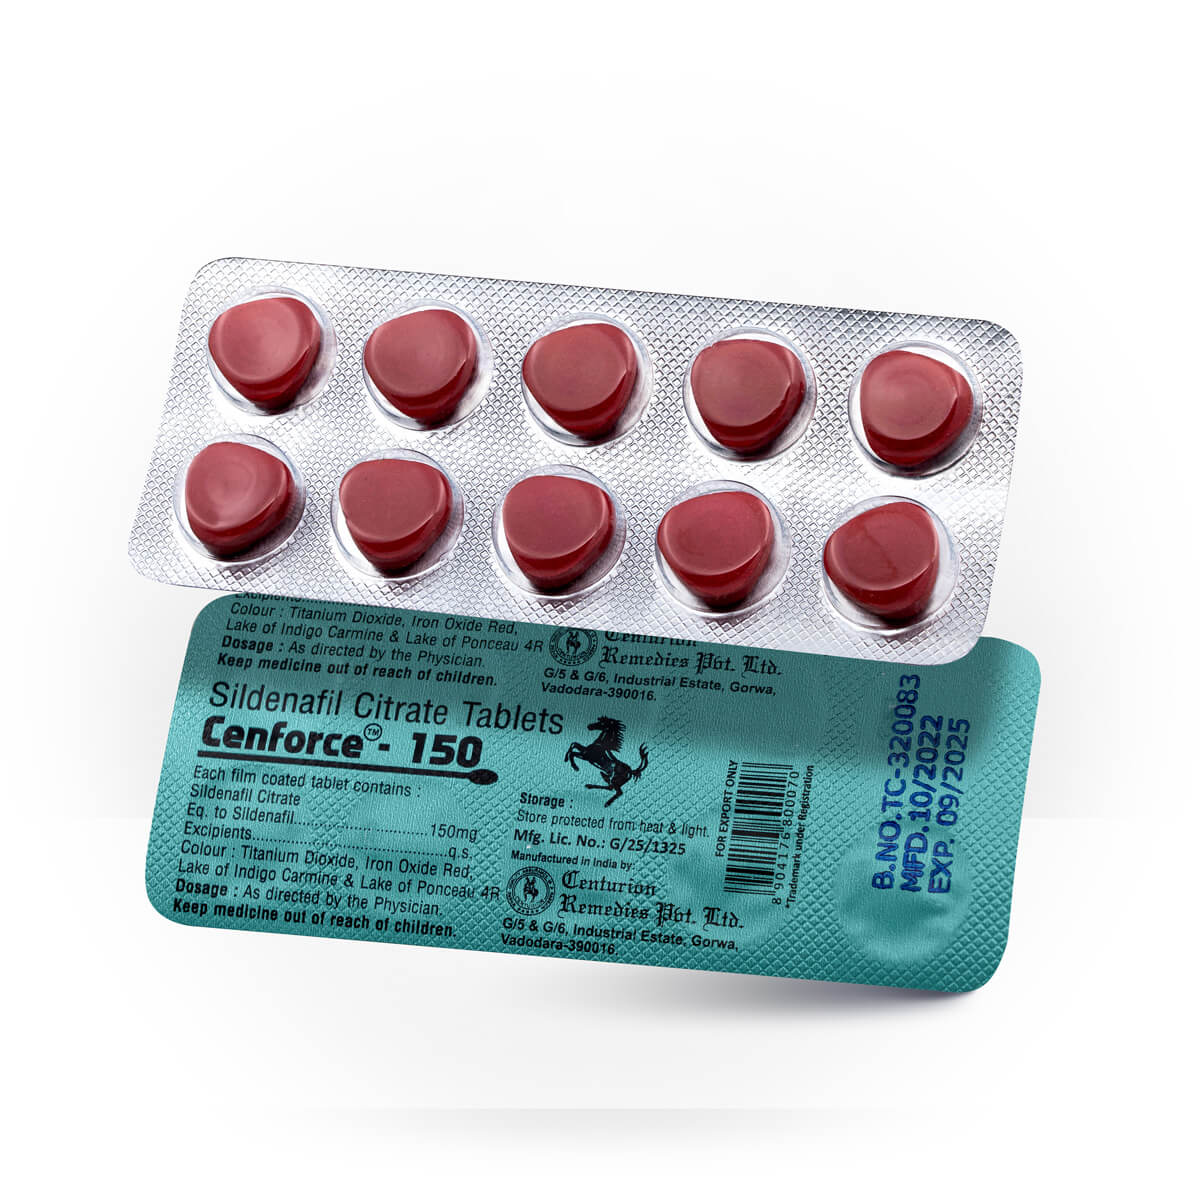 Excipients
Colour : Titanium Dioxide, Iron Oxide Red,
Lake of Indigo Carmine & Lake of Ponceau 4R
Dosage : As directed by the Physician.
Keep medicine out of reach of children.
Centurion
Remedies Pvt. Ltd.
G/5 & G/6, Industrial Estate, Gorwa,
Vadodara-390016.
Sildenafil Citrate Tablets
Cenforce™- 150
Each film coated tablet contains :
Sildenafil Citrate
Eq. to Sildenafil..............................150mg
Excipients.............................................q.s.
Colour : Titanium Dioxide, Iron Oxide Red,
Lake of Indigo Carmine & Lake of Ponceau 4R
Dosage : As directed by the Physician.
Keep medicine out of reach of children.
Storage :
Store protected from heat & light.
Mfg. Lic. No.: G/25/1325
Manufactured in India by:
Centurion
Remedies Pvt. Ltd.
G/5 & G/6, Industrial Estate, Gorwa,
Vadodara-390016.
FOR EXPORT ONLY
8 904176 800070
*Trademark under Registration
B.NO.TC-320083
MFD. 10/2022
EXP. 09/2025